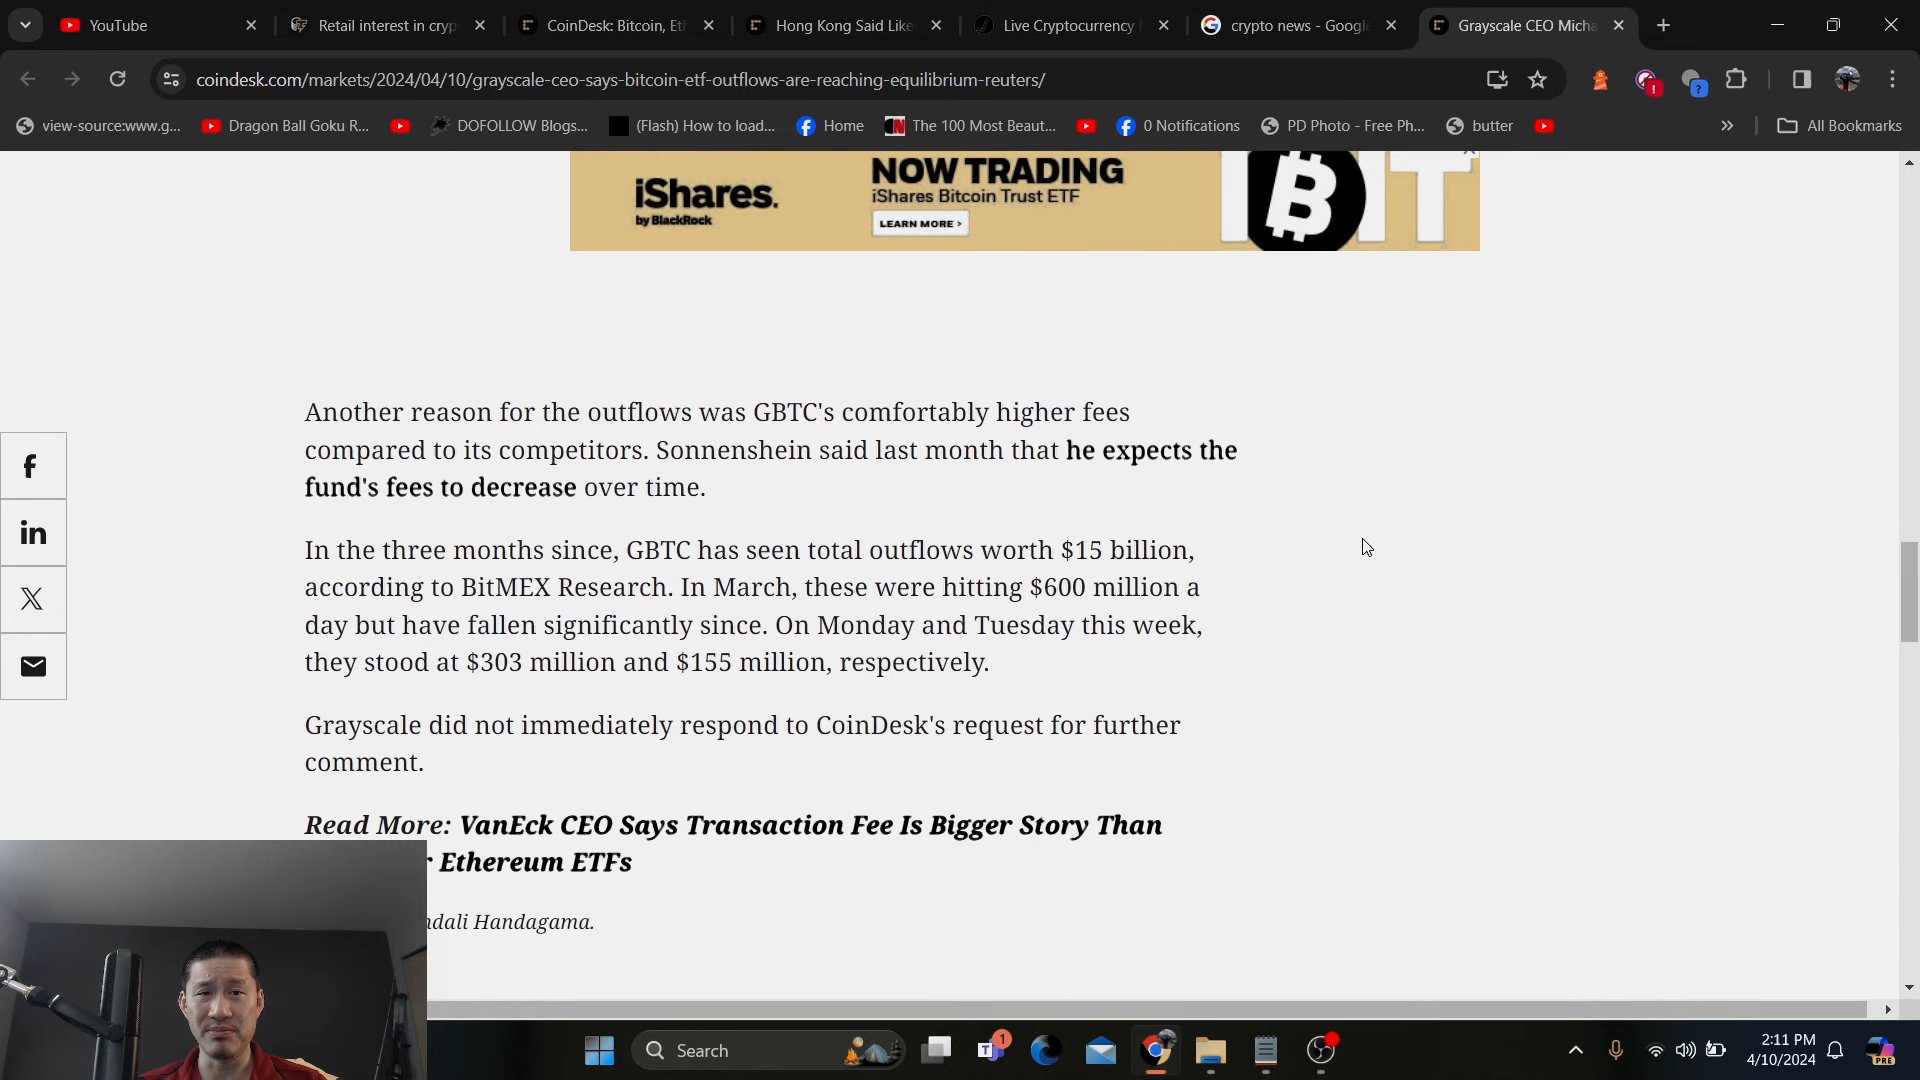 YouTube
Retail interest in cryp
CoinDesk: Bitcoin, Et
Hong Kong Said Like
Live Cryptocurrency
crypto news - Googl
Grayscale CEO Micha
coindesk.com/markets/2024/04/10/grayscale-ceo-says-bitcoin-etf-outflows-are-reaching-equilibrium-reuters/
view-source:www.g...
Dragon Ball Goku R...
DOFOLLOW Blogs...
(Flash) How to load...
Home
The 100 Most Beaut...
0 Notifications
PD Photo - Free Ph...
butter
All Bookmarks
iShares.
by BlackRock
NOW TRADING
iShares Bitcoin Trust ETF
LEARN MORE >
IBIT
Another reason for the outflows was GBTC's comfortably higher fees
compared to its competitors. Sonnenshein said last month that he expects the
fund's fees to decrease over time.
In the three months since, GBTC has seen total outflows worth $15 billion,
according to BitMEX Research. In March, these were hitting $600 million a
day but have fallen significantly since. On Monday and Tuesday this week,
they stood at $303 million and $155 million, respectively.
Grayscale did not immediately respond to CoinDesk's request for further
comment.
Read More: VanEck CEO Says Transaction Fee Is Bigger Story Than
r Ethereum ETFs
ndali Handagama.
Search
1
2:11 PM
4/10/2024
PRE